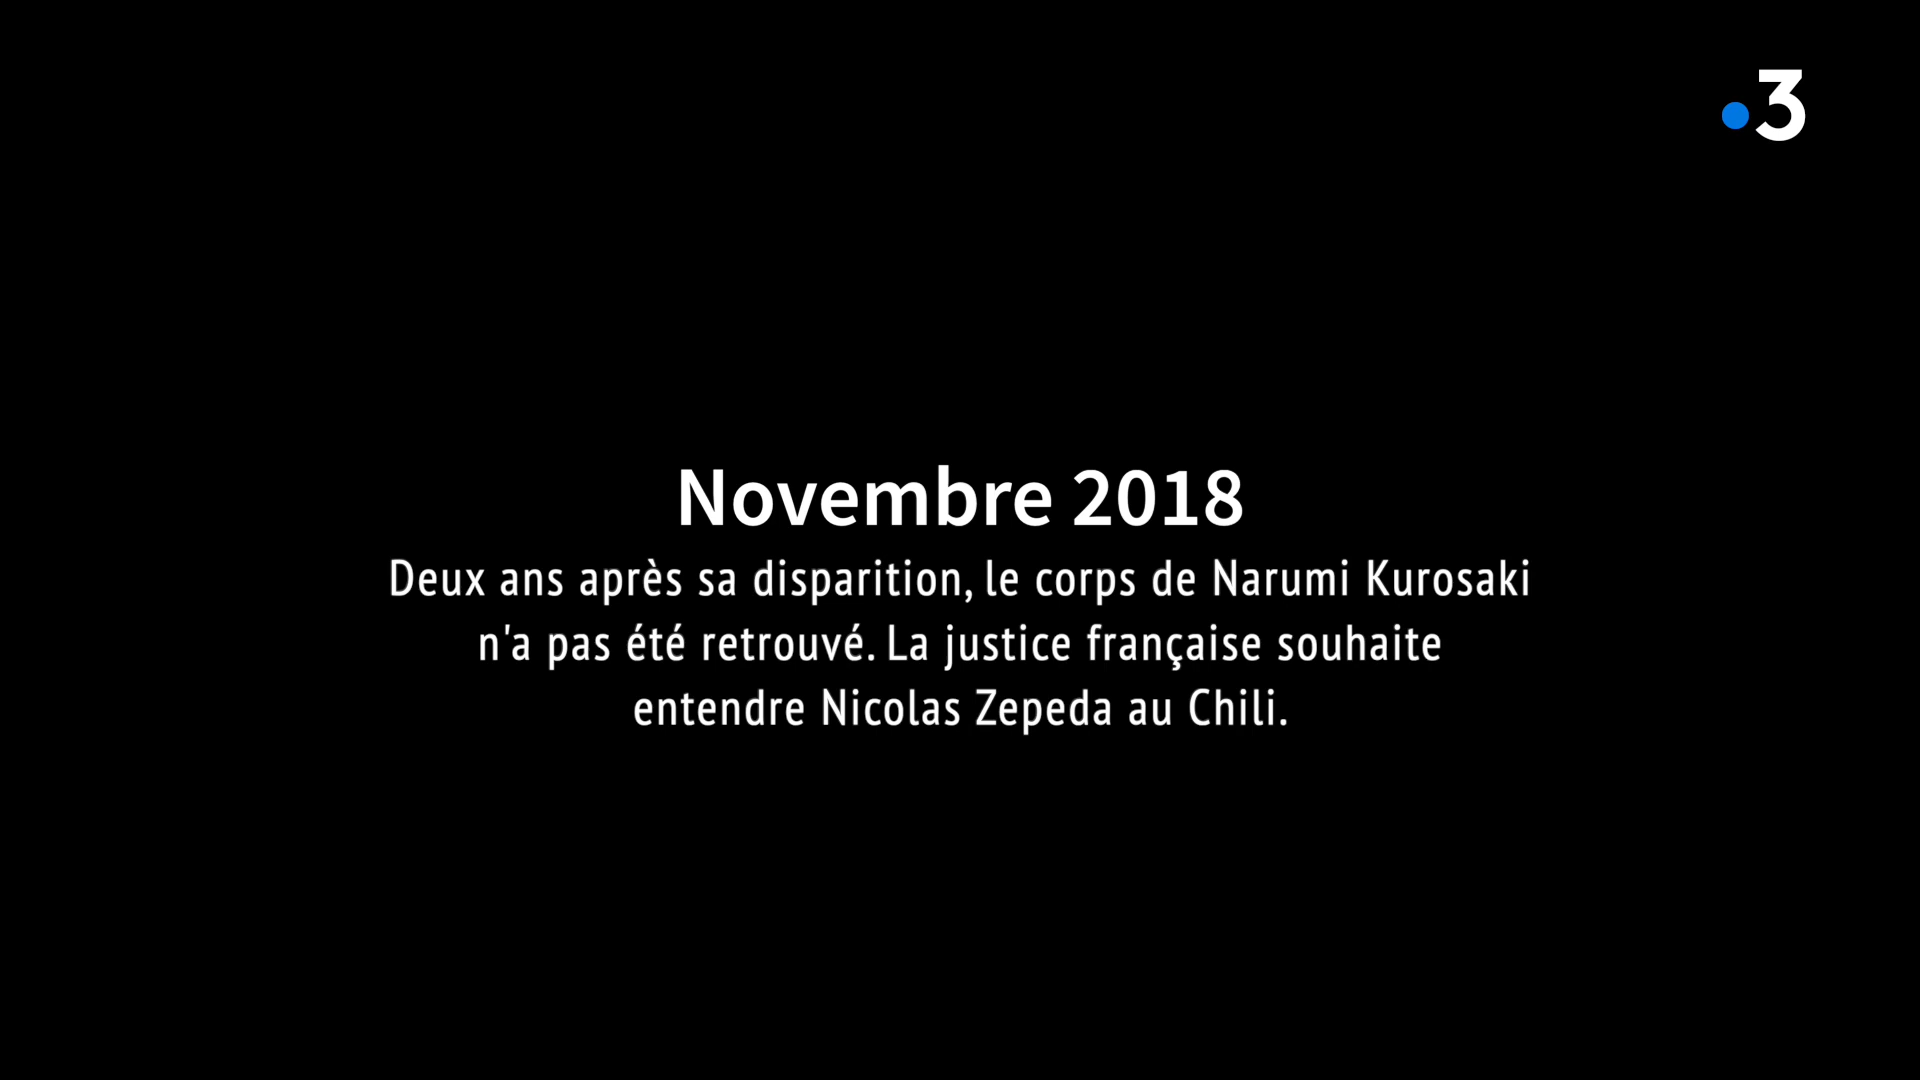 3
Novembre 2018
Deux ans après sa disparition, le corps de Narumi Kurosaki
n'a pas été retrouvé. La justice française souhaite
entendre Nicolas Zepeda au Chili.